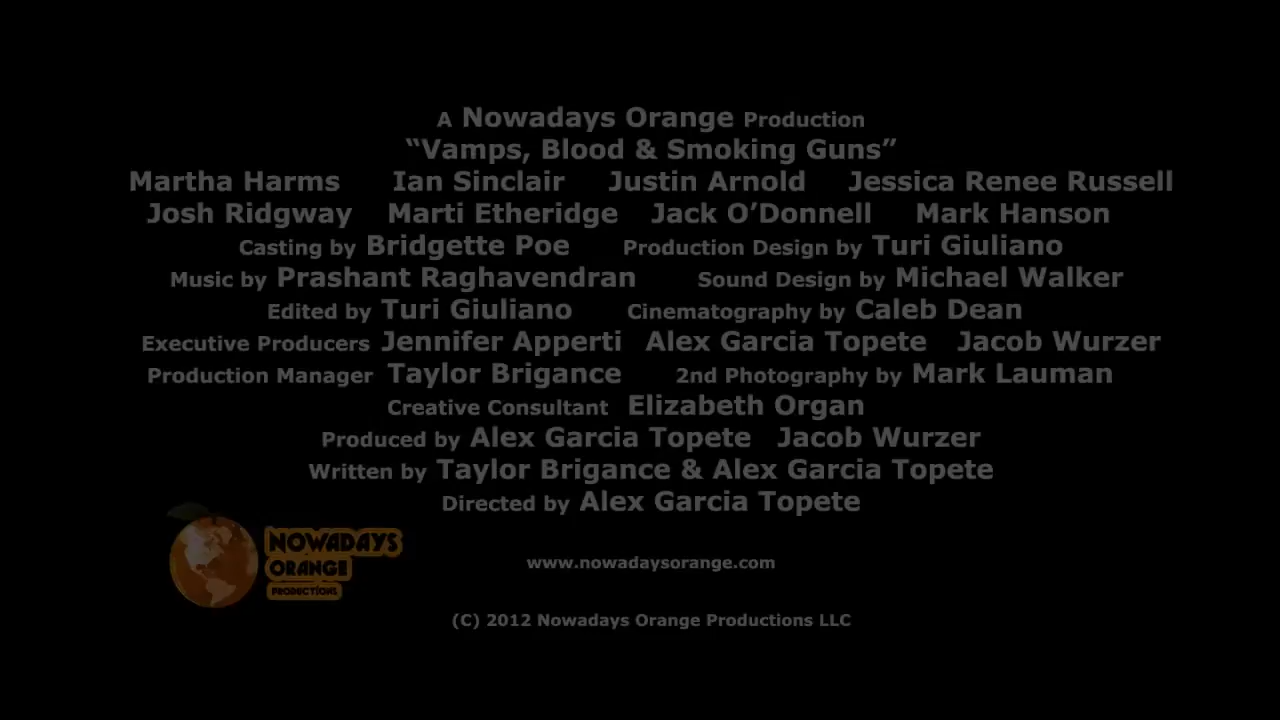 A Nowadays Orange Production
“Vamps, Blood & Smoking Guns”
Martha Harms Ian Sinclair Justin Arnold Jessica Renee Russell
Josh Ridgway Marti Etheridge Jack O’Donnell Mark Hanson
Casting by Bridgette Poe Production Design by Turi Giuliano
Music by Prashant Raghavendran Sound Design by Michael Walker
Edited by Turi Giuliano Cinematography by Caleb Dean
Executive Producers Jennifer Apperti Alex Garcia Topete Jacob Wurzer
Production Manager Taylor Brigance 2nd Photography by Mark Lauman
Creative Consultant Elizabeth Organ
Produced by Alex Garcia Topete Jacob Wurzer
Written by Taylor Brigance & Alex Garcia Topete
Directed by Alex Garcia Topete
NOWADAYS
ORANGE
PRODUCTIONS
www.nowadaysorange.com
(C) 2012 Nowadays Orange Productions LLC